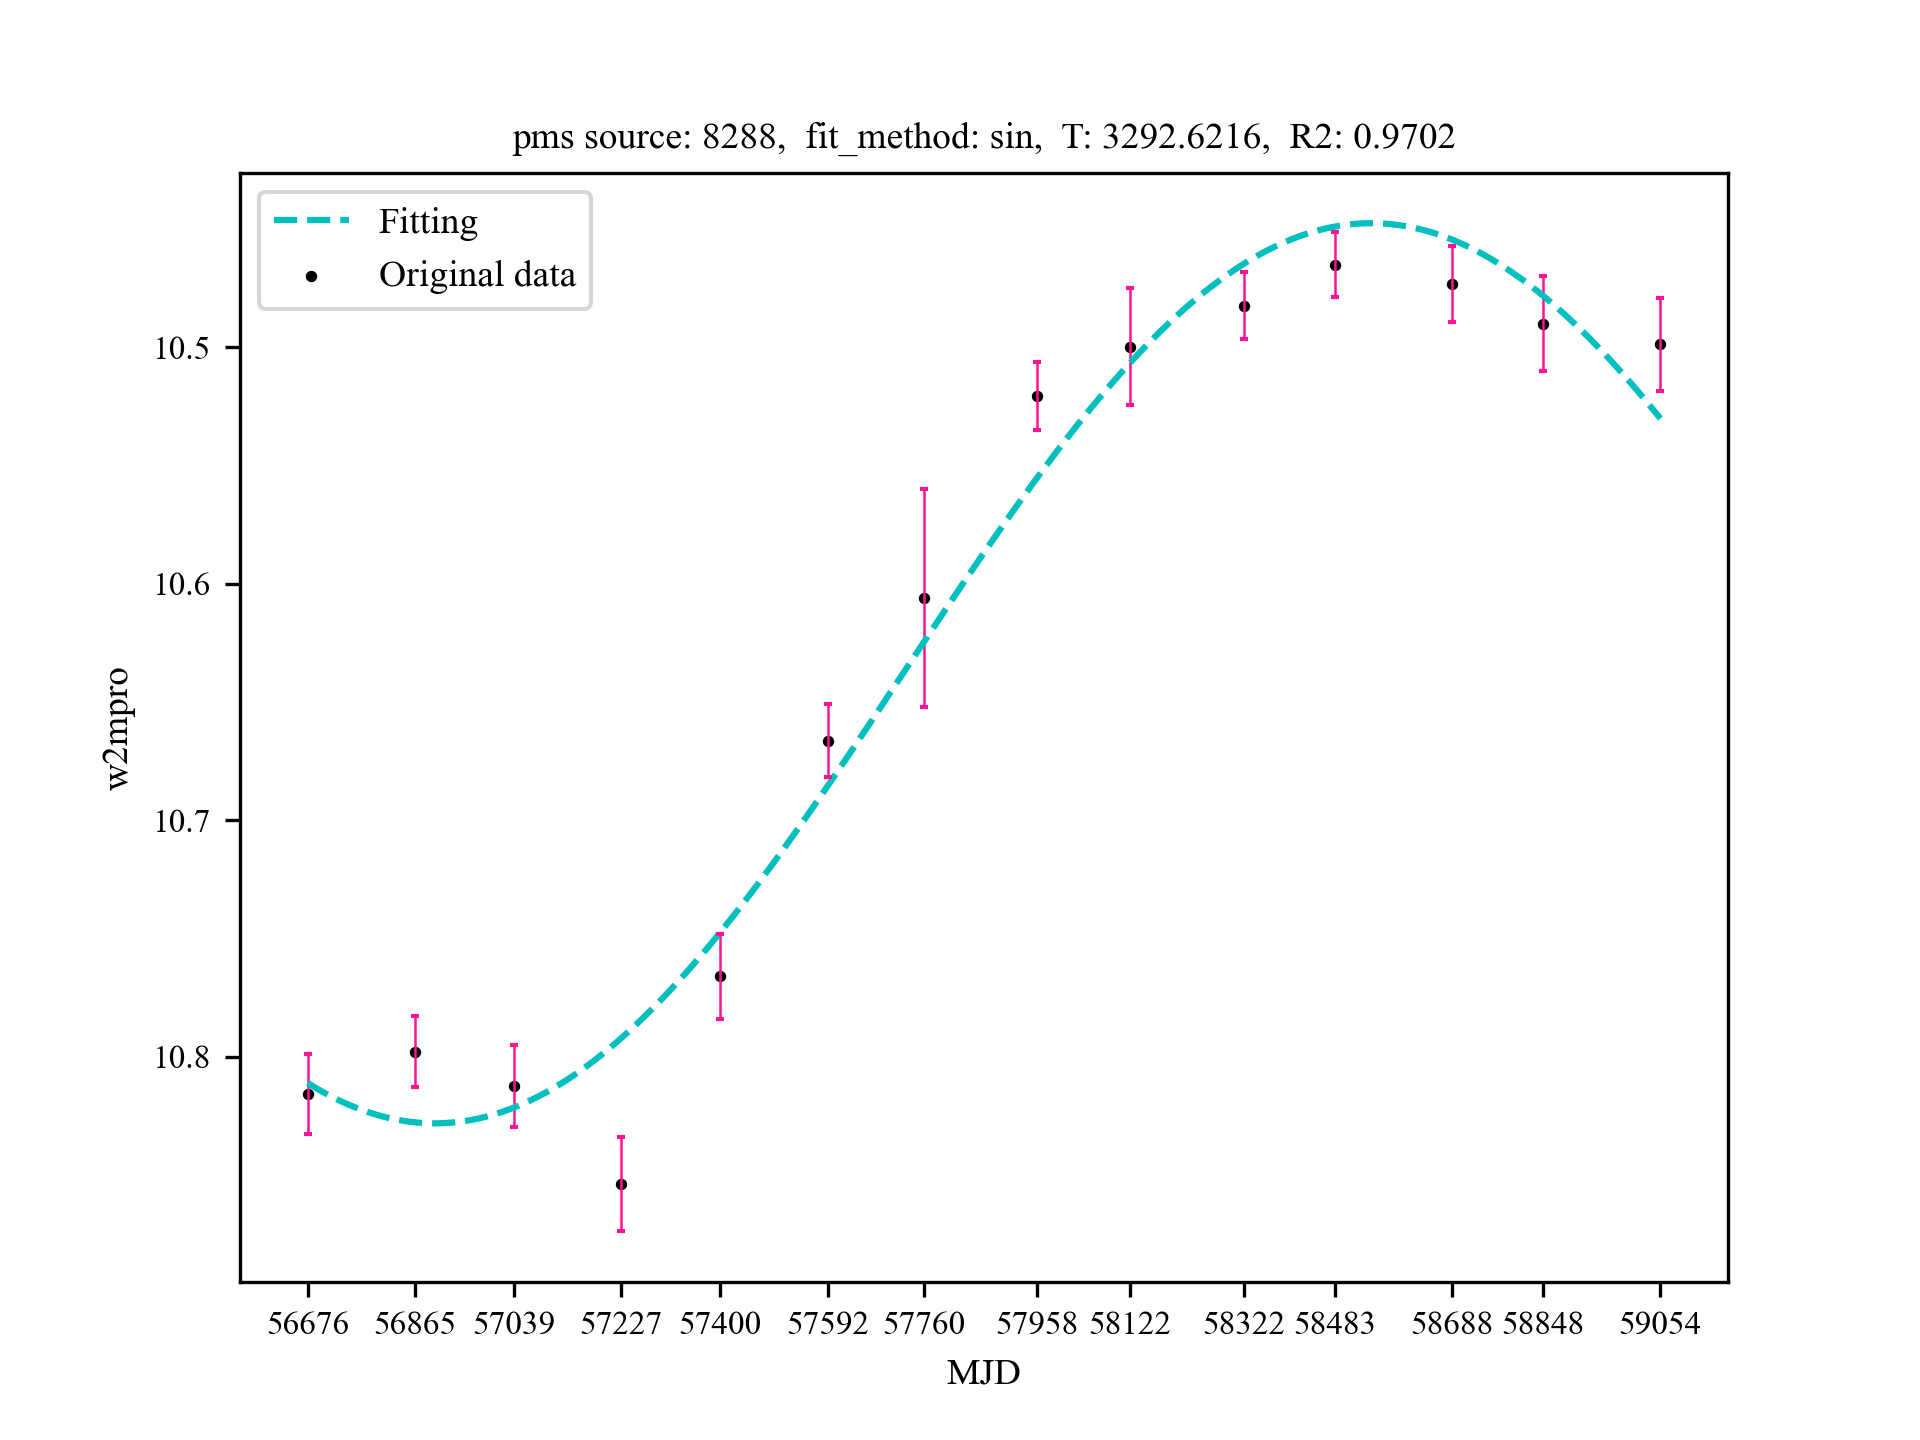 pms source: 8288, fit_method: sin, T: 3292.6216, R2: 0.9702
Fitting
Original data
10.5
10.6
10.7
10.8
w2mpro
56676 56865 57039 57227 57400 57592 57760 57958 58122 58322 58483 58688 58848 59054
MJD